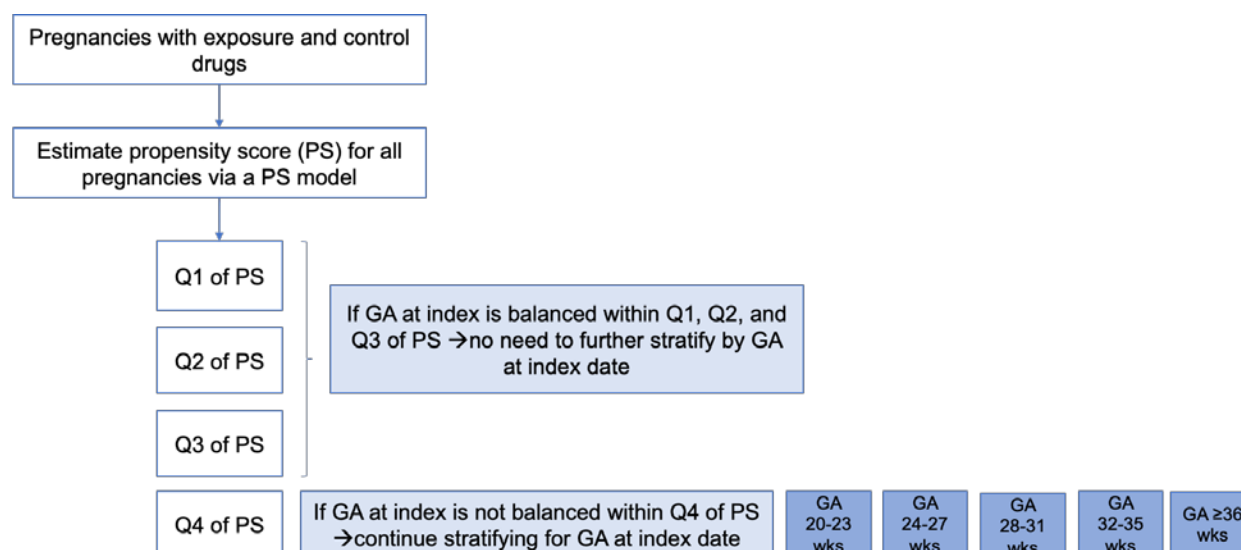 Pregnancies with exposure and control
drugs
Estimate propensity score (PS) for all
pregnancies via a PS model
Q1 of PS
Q2 of PS
Q3 of PS
If GA at index is balanced within Q1, Q2, and
Q3 of PS →no need to further stratify by GA
at index date
Q4 of PS
If GA at index is not balanced within Q4 of PS
→continue stratifying for GA at index date
GA
20-23
wks
GA
24-27
wks
GA
28-31
wks
GA
32-35
wks
GA ≥36
wks